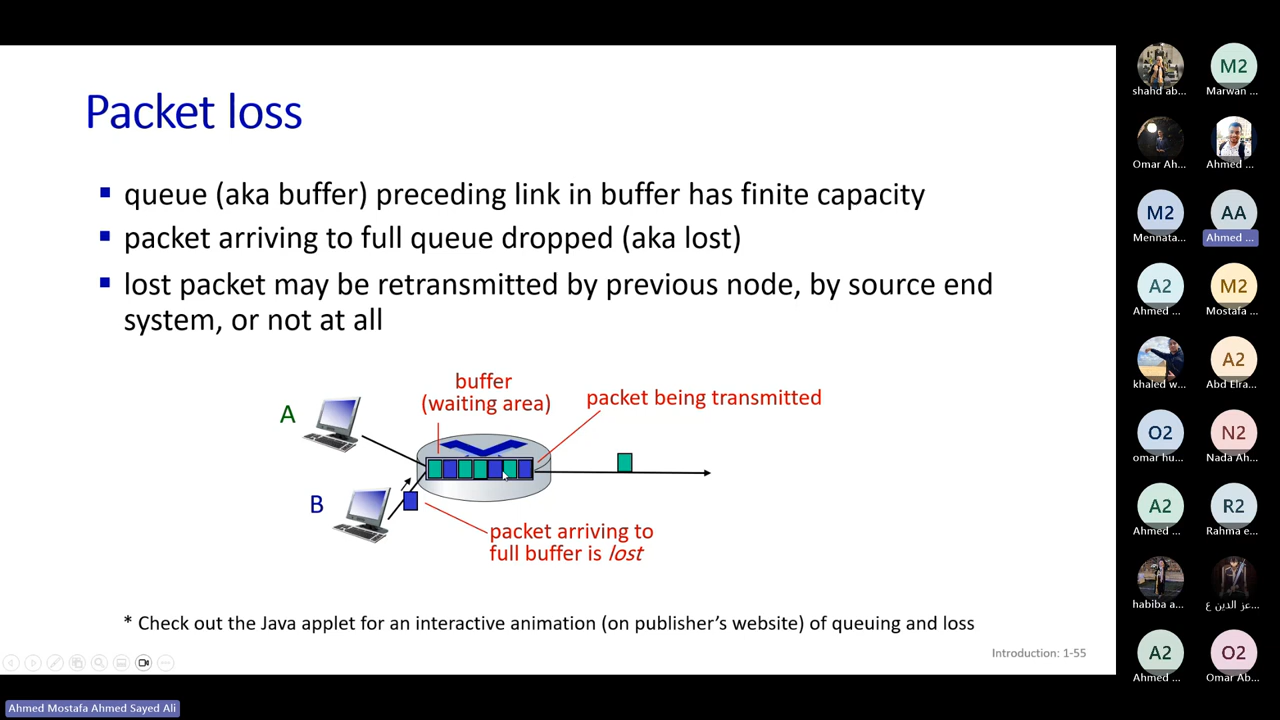 Packet loss
▪ queue (aka buffer) preceding link in buffer has finite capacity
▪ packet arriving to full queue dropped (aka lost)
▪ lost packet may be retransmitted by previous node, by source end
system, or not at all
buffer
(waiting area)
packet being transmitted
A
B
packet arriving to
full buffer is lost
* Check out the Java applet for an interactive animation (on publisher's website) of queuing and loss
Introduction: 1-55
shahd ab...
M2
Marwan ...
Omar Ah...
Ahmed ...
M2
Mennata...
AA
Ahmed ...
A2
Ahmed ...
M2
Mostafa ...
khaled w...
A2
Abd Elra...
O2
omar hu...
N2
Nada Ah...
A2
Ahmed ...
R2
Rahma e...
habiba a...
عز الدين ع...
A2
Ahmed ...
O2
Omar Ab...
Ahmed Mostafa Ahmed Sayed Ali